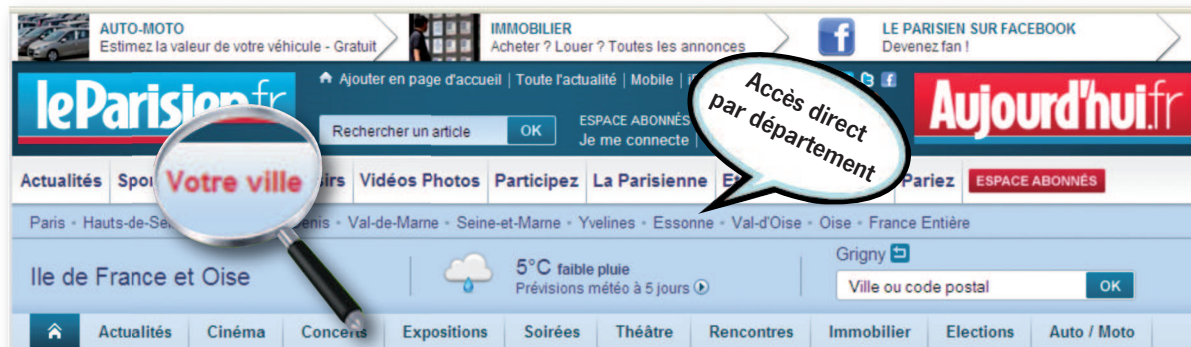 AUTO-MOTO
Estimez la valeur de votre véhicule - Gratuit
IMMOBILIER
Acheter ? Louer ? Toutes les annonces
LE PARISIEN SUR FACEBOOK
Devenez fan !
leParisien.fr
Ajouter en page d'accueil | Toute l'actualité | Mobile |
Rechercher un article OK
ESPACE ABONNÉS
Je me connecte |
Accès direct
par département
Aujourd'hui.fr
Actualités Votre ville Vidéos Photos Participez La Parisienne Pariez ESPACE ABONNÉS
Paris - Hauts-de- - Val-de-Marne - Seine-et-Marne - Yvelines - Essonne - Val-d'Oise - Oise - France Entière
Ile de France et Oise
5°C faible pluie
Prévisions météo à 5 jours
Grigny
Ville ou code postal OK
Actualités Cinéma Concerts Expositions Soirées Théâtre Rencontres Immobilier Elections Auto / Moto